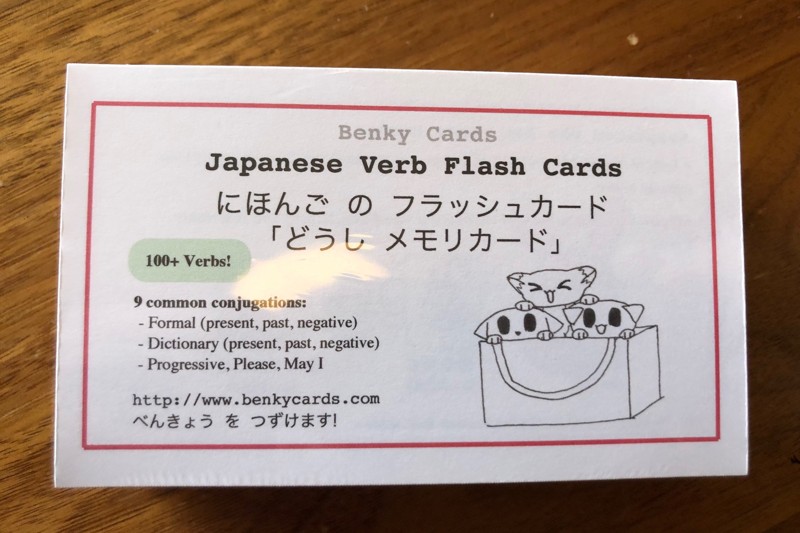 Benky Cards
Japanese Verb Flash Cards
にほんご の フラッシュカード
「どうし メモリカード」
100+ Verbs!
9 common conjugations:
- Formal (present, past, negative)
- Dictionary (present, past, negative)
- Progressive, Please, May I
http://www.benkycards.com
べんきょう を つずけます!